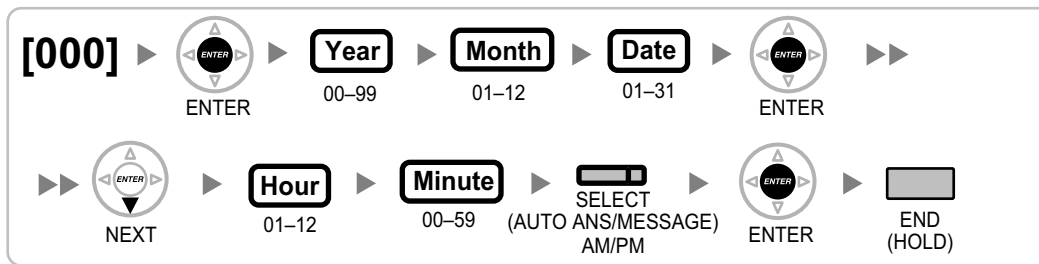 [000] ENTER Year Month Date ENTER
ENTER 00–99 01–12 01–31 ENTER
ENTER Hour Minute ENTER
NEXT 01–12 00–59 SELECT ENTER END
(AUTO ANS/MESSAGE) (HOLD)
AM/PM